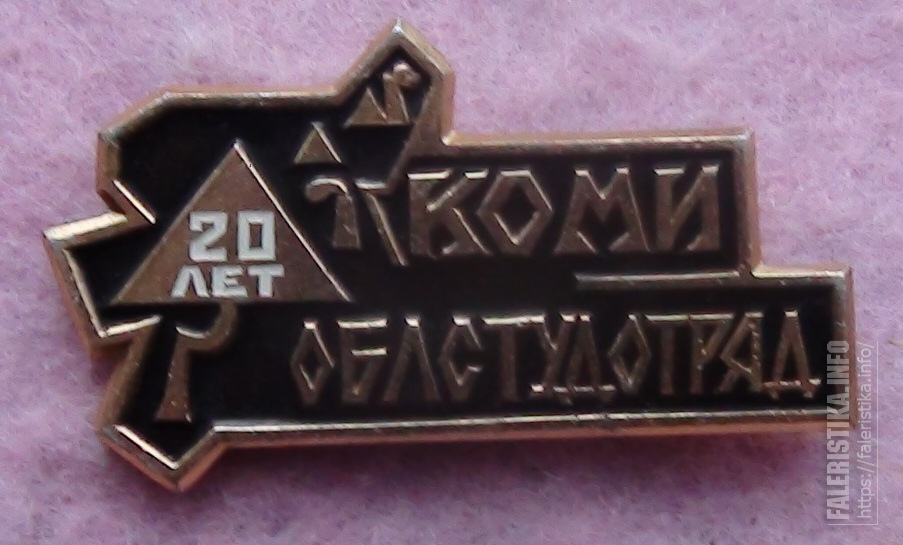 20
ЛЕТ
КОМИ
ОБЛСТУДОТРЯД
FALERISTIKA.INFO
https://faleristika.info/